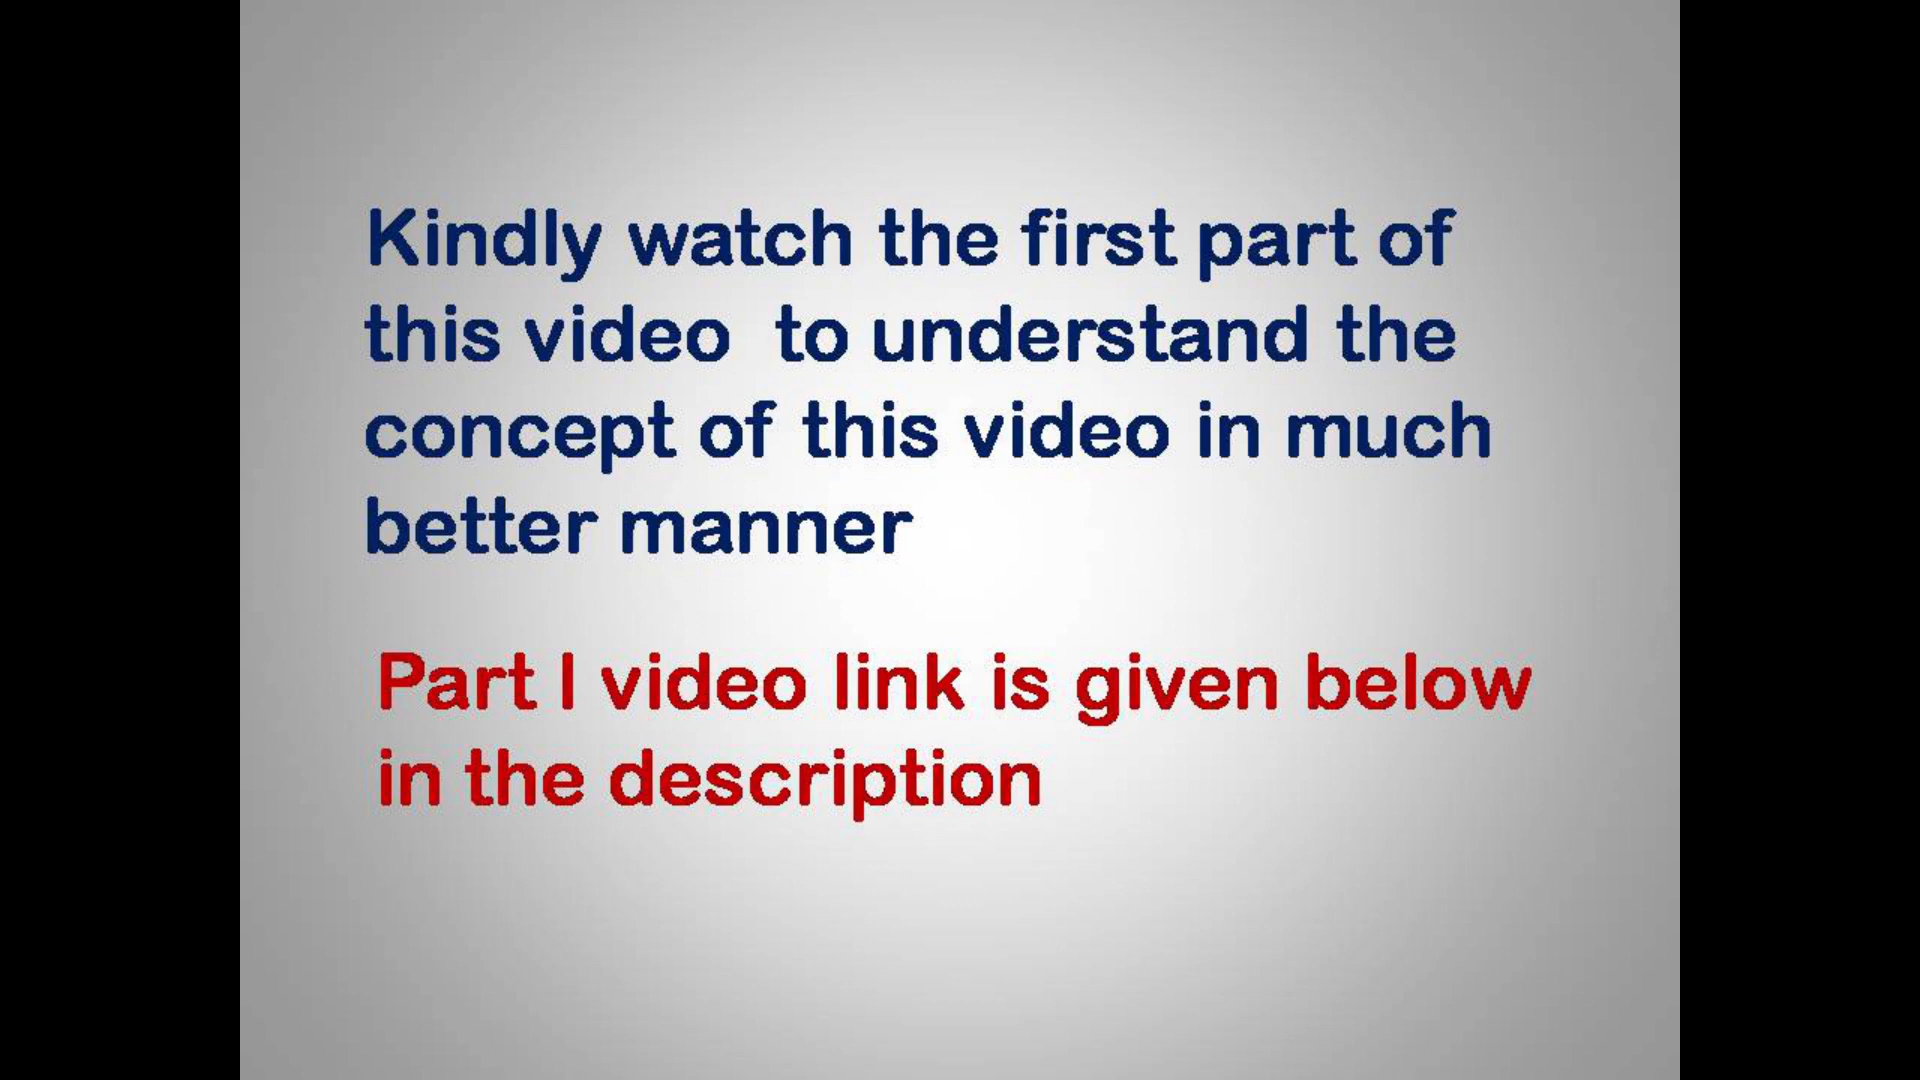 Kindly watch the first part of
this video  to understand the
concept of this video in much
better manner
Part I video link is given below
in the description